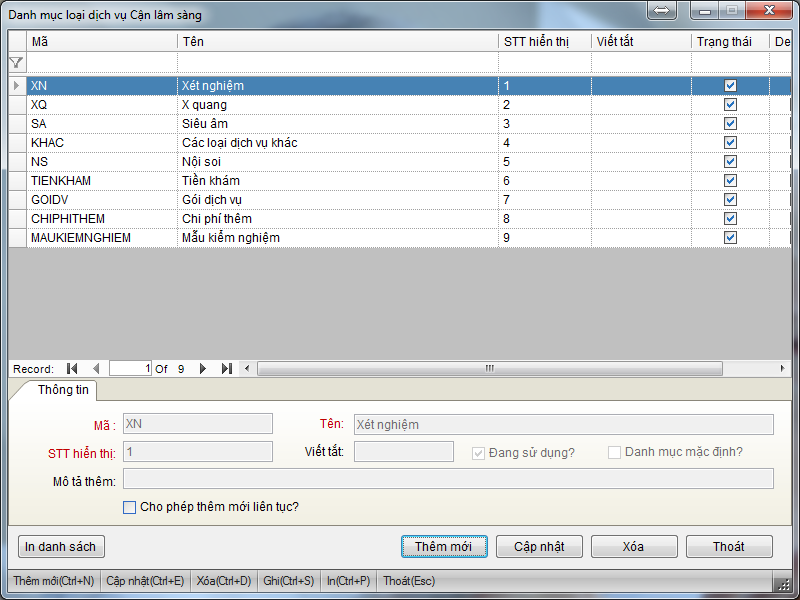 Danh mục loại dịch vụ Cận lâm sàng
Mã Tên STT hiển thị Viết tắt Trạng thái De
XN Xét nghiệm 1
XQ X quang 2
SA Siêu âm 3
KHAC Các loại dịch vụ khác 4
NS Nội soi 5
TIENKHAM Tiền khám 6
GOIDV Gói dịch vụ 7
CHIPHITHEM Chi phí thêm 8
MAUKIEMNGHIEM Mẫu kiểm nghiệm 9
Record: 1 Of 9
Thông tin
Mã : XN Tên: Xét nghiệm
STT hiển thị: 1 Viết tắt: Đang sử dụng? Danh mục mặc định?
Mô tả thêm:
Cho phép thêm mới liên tục?
In danh sách Thêm mới Cập nhật Xóa Thoát
Thêm mới(Ctrl+N) Cập nhật(Ctrl+E) Xóa(Ctrl+D) Ghi(Ctrl+S) In(Ctrl+P) Thoát(Esc)